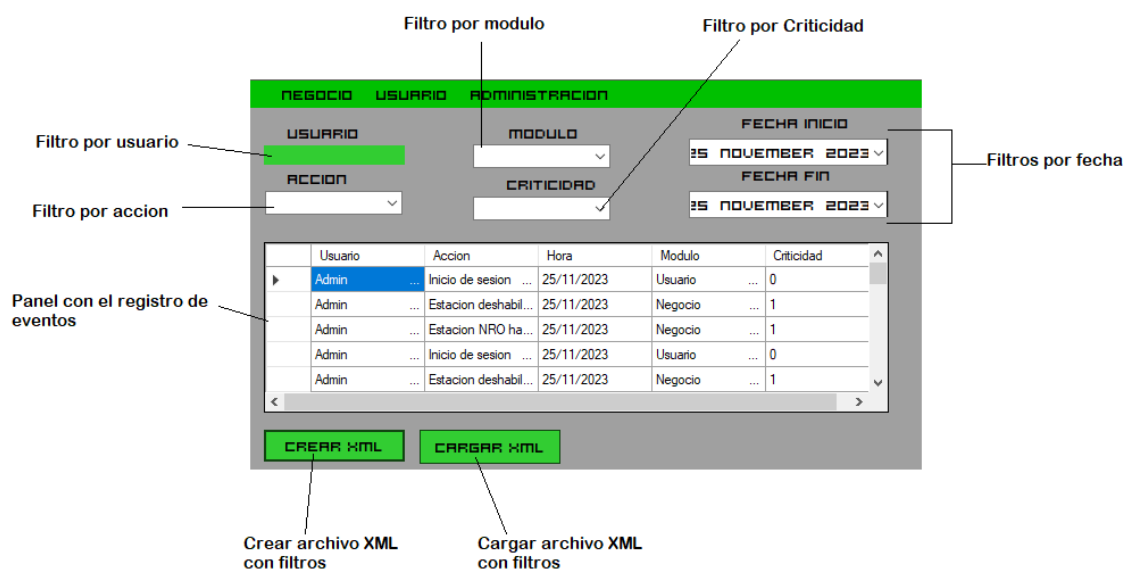 Filtro por modulo
Filtro por Criticidad
NEGOCIO USUARIO ADMINISTRACION
Filtro por usuario
USUARIO
MODULO
FECHA INICIO
25 NOVEMBER 2023
Filtros por fecha
Filtro por accion
ACCION
CRITICIDAD
FECHA FIN
25 NOVEMBER 2023
Panel con el registro de
eventos
Usuario Accion Hora Modulo Criticidad
Admin ... Inicio de sesion ... 25/11/2023 Usuario ... 0
Admin ... Estacion deshabil... 25/11/2023 Negocio ... 1
Admin ... Estacion NRO ha... 25/11/2023 Negocio ... 1
Admin ... Inicio de sesion ... 25/11/2023 Usuario ... 0
Admin ... Estacion deshabil... 25/11/2023 Negocio ... 1
CREAR XML
CARGAR XML
Crear archivo XML
con filtros
Cargar archivo XML
con filtros